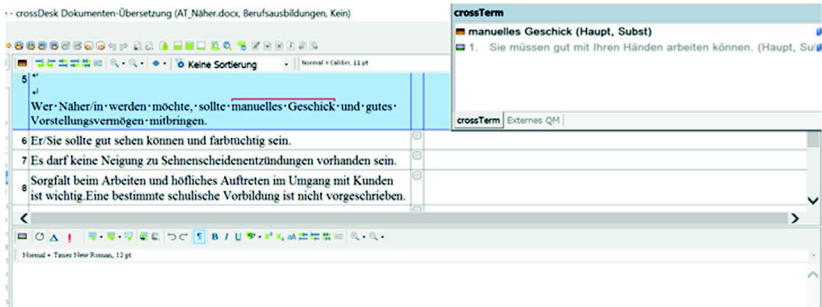 - crossDesk Dokumenten-Übersetzung (AT_Näher.docx, Berufsausbildungen, Kein)
crossTerm
manuelles Geschick (Haupt, Subst)
1. Sie müssen gut mit Ihren Händen arbeiten können. (Haupt, Su
crossTerm Externes QM
Keine Sortierung
Normal + Calibri, 11 pt
5
Wer Näher/in werden möchte, sollte manuelles Geschick und gutes
Vorstellungsvermögen mitbringen.
6 Er/Sie sollte gut sehen können und farbtüchtig sein.
7 Es darf keine Neigung zu Sehnenscheidenentzündungen vorhanden sein.
8 Sorgfalt beim Arbeiten und höfliches Auftreten im Umgang mit Kunden
ist wichtig.Eine bestimmte schulische Vorbildung ist nicht vorgeschrieben.
B I U
Normal + Times New Roman, 12 pt